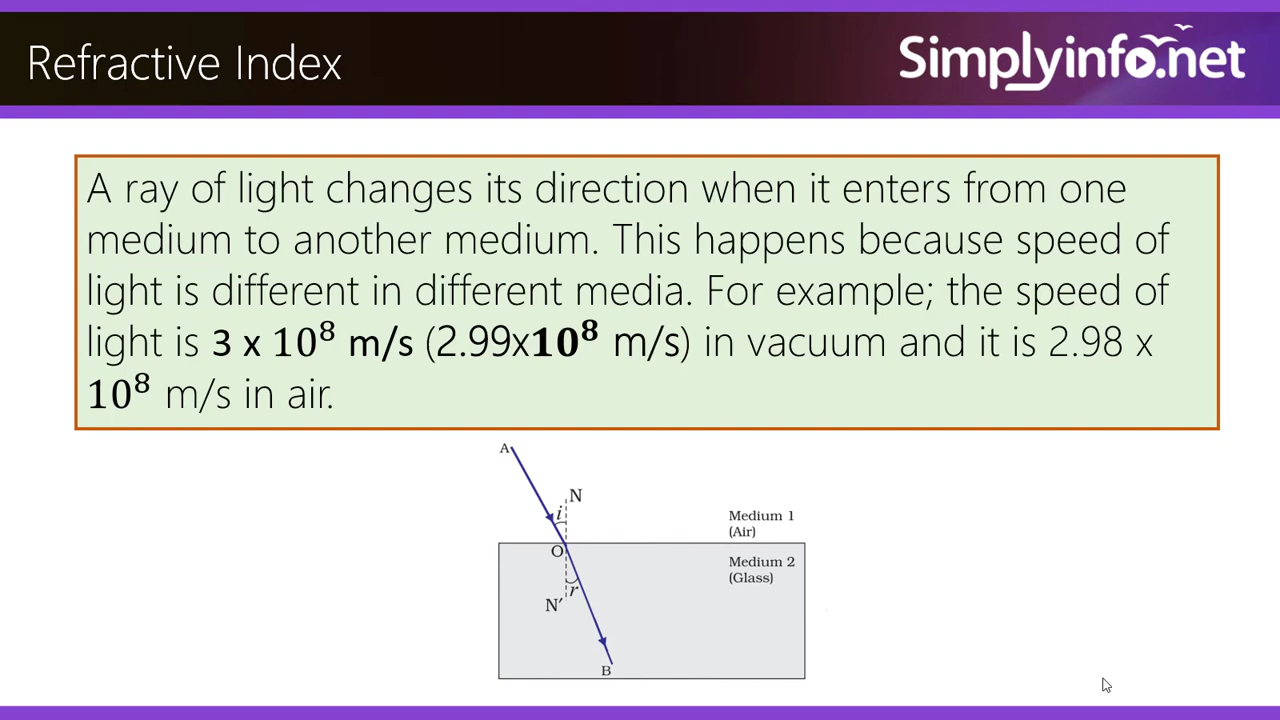 Refractive Index
Simplyinfo.net
A ray of light changes its direction when it enters from one
medium to another medium. This happens because speed of
light is different in different media. For example; the speed of
light is 3 x 10⁸ m/s (2.99x10⁸ m/s) in vacuum and it is 2.98 x
10⁸ m/s in air.
A
N
i
Medium 1
(Air)
O
Medium 2
(Glass)
r
N′
B